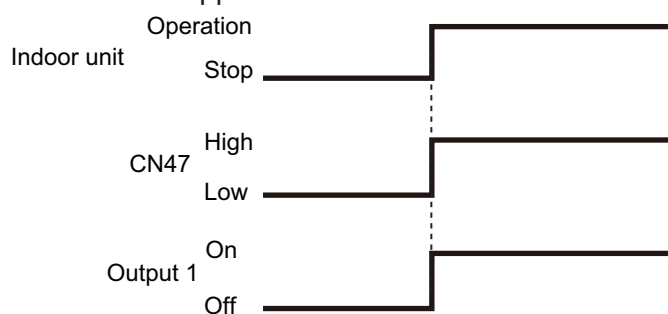 Operation
Indoor unit
Stop
High
CN47
Low
On
Output 1
Off